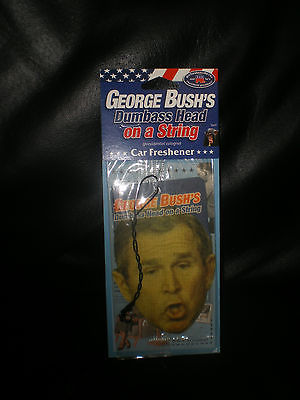 GEORGE BUSH'S
Dumbass Head
on a String
Car Freshener
GEORGE BUSH'S
Dumbass Head on a String